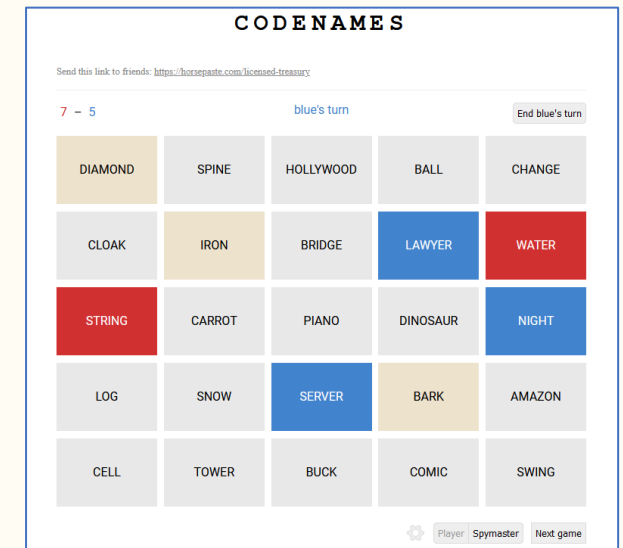 CODENAMES
Send this link to friends: https://horsepaste.com/licensed-treasury
7 – 5 blue's turn End blue's turn
DIAMOND SPINE HOLLYWOOD BALL CHANGE
CLOAK IRON BRIDGE LAWYER WATER
STRING CARROT PIANO DINOSAUR NIGHT
LOG SNOW SERVER BARK AMAZON
CELL TOWER BUCK COMIC SWING
Player Spymaster Next game